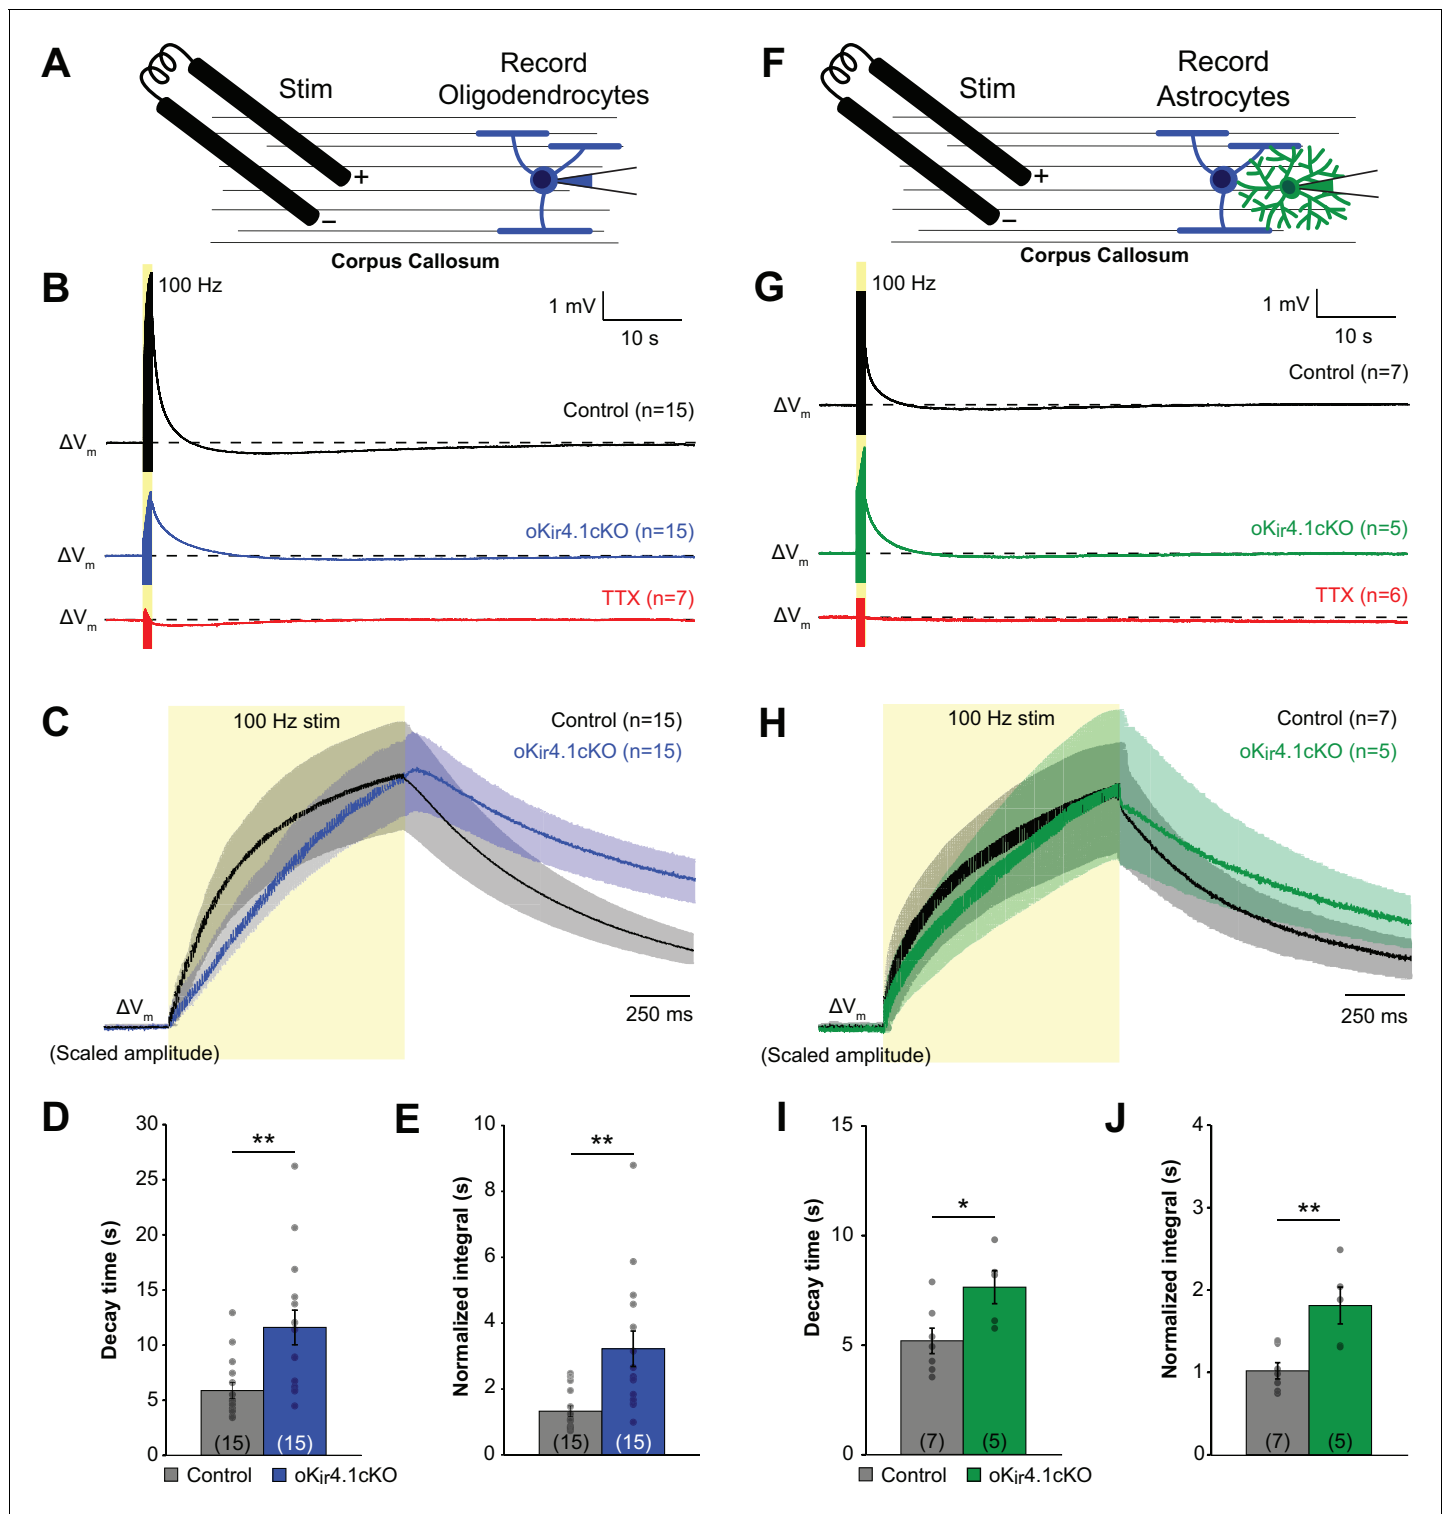 A
Stim
Record
Oligodendrocytes
+
–
Corpus Callosum
B
100 Hz
1 mV
10 s
Control (n=15)
ΔVm
oKir4.1cKO (n=15)
ΔVm
TTX (n=7)
ΔVm
C
100 Hz stim
Control (n=15)
oKir4.1cKO (n=15)
ΔVm
(Scaled amplitude)
250 ms
D
Decay time (s)
30
25
20
15
10
5
0
**
(15)
(15)
E
Normalized integral (s)
10
8
6
4
2
0
**
(15)
(15)
Control
oKir4.1cKO
F
Stim
Record
Astrocytes
+
–
Corpus Callosum
G
100 Hz
1 mV
10 s
Control (n=7)
ΔVm
oKir4.1cKO (n=5)
ΔVm
TTX (n=6)
ΔVm
H
100 Hz stim
Control (n=7)
oKir4.1cKO (n=5)
ΔVm
(Scaled amplitude)
250 ms
I
Decay time (s)
15
10
5
0
*
(7)
(5)
J
Normalized integral (s)
4
3
2
1
0
**
(7)
(5)
Control
oKir4.1cKO